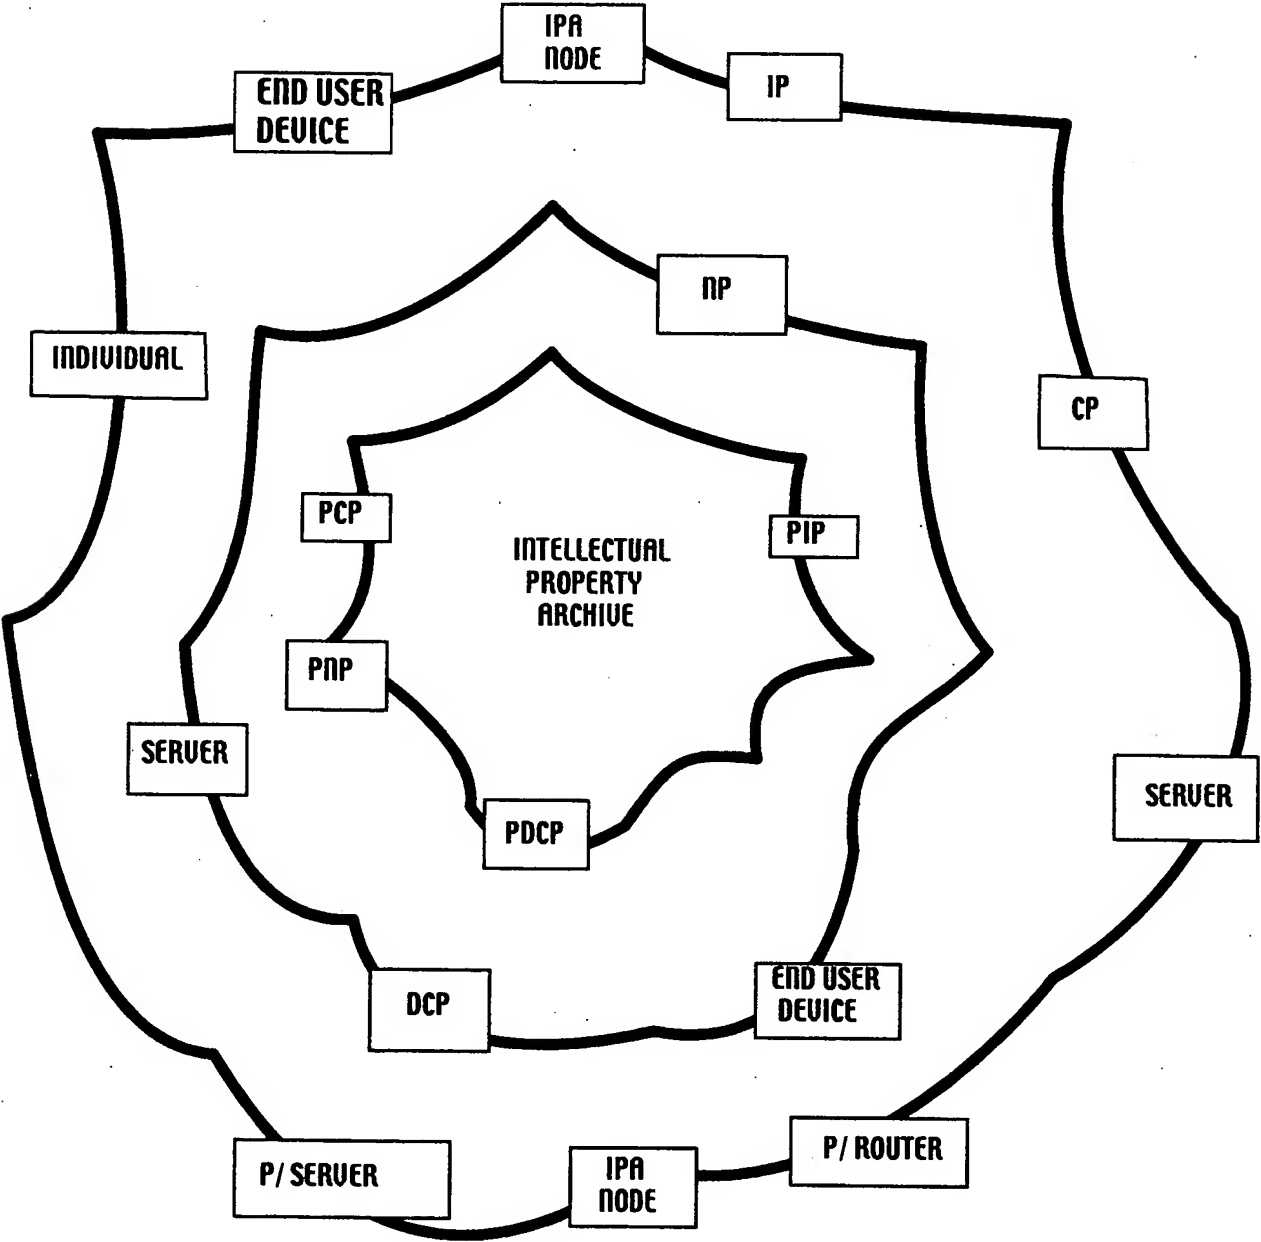 IPA
NODE
END USER
DEVICE
IP
NP
INDIVIDUAL
CP
PCP
PIP
INTELLECTUAL
PROPERTY
ARCHIVE
PNP
SERVER
SERVER
PDCP
DCP
END USER
DEVICE
P/ROUTER
P/SERVER
IPA
NODE